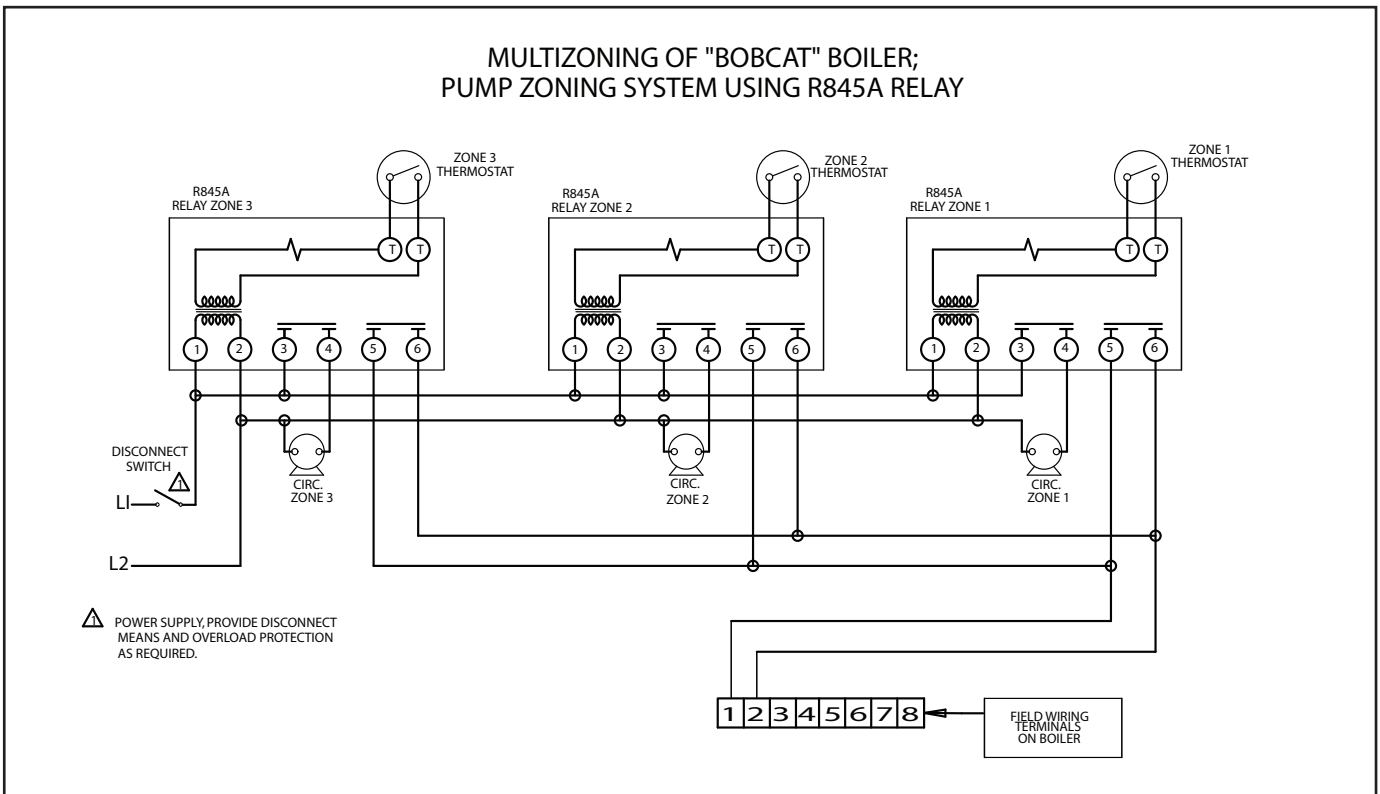 MULTIZONING OF "BOBCAT" BOILER;
PUMP ZONING SYSTEM USING R845A RELAY
ZONE 3
THERMOSTAT
R845A
RELAY ZONE 3
T T
1 2 3 4 5 6
ZONE 2
THERMOSTAT
R845A
RELAY ZONE 2
T T
1 2 3 4 5 6
ZONE 1
THERMOSTAT
R845A
RELAY ZONE 1
T T
1 2 3 4 5 6
DISCONNECT
SWITCH
1
LI
L2
CIRC.
ZONE 3
CIRC.
ZONE 2
CIRC.
ZONE 1
1 POWER SUPPLY, PROVIDE DISCONNECT
MEANS AND OVERLOAD PROTECTION
AS REQUIRED.
1 2 3 4 5 6 7 8
FIELD WIRING
TERMINALS
ON BOILER